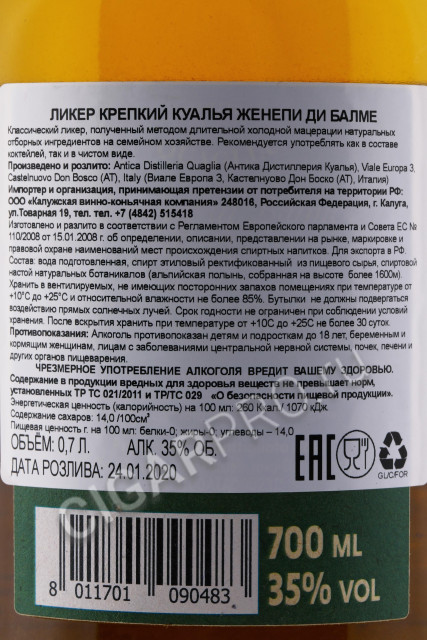 ЛИКЕР КРЕПКИЙ КУАЛЬЯ ЖЕНЕПИ ДИ БАЛМЕ
Классический ликер, полученный методом длительной холодной мацерации натуральных
отборных ингредиентов на семейном хозяйстве. Рекомендуется употреблять как в составе
коктейлей, так и в чистом виде.
Произведено и розлито: Antica Distilleria Quaglia (Антика Дистиллерия Куалья), Viale Europa 3,
Castelnuovo Don Bosco (AT), Italy (Виале Европа 3, Кастелнуово Дон Боско (АТ), Италия)
Импортер и организация, принимающая претензии от потребителя на территории РФ:
ООО «Калужская винно-коньячная компания» 248016, Российская Федерация, г. Калуга,
ул.Товарная 19, тел. тел. +7 (4842) 515418
Изготовлено и разлито в соответствии с Регламентом Европейского парламента и Совета ЕС №
110/2008 от 15.01.2008 г. об определении, описании, представлении на рынке, маркировке и
правовой охране наименований мест происхождения спиртных напитков. Для экспорта в РФ.
Состав: вода подготовленная, спирт этиловый ректификованный из пищевого сырья, спиртовой
настой натуральных ботаникалов (альпийская полынь, собранная на высоте более 1600м).
Хранить в вентилируемых, не имеющих посторонних запахов помещениях при температуре от
+10°С до +25°С и относительной влажности не более 85%. Бутылки не должны подвергаться
воздействию прямых солнечных лучей. Срок годности не ограничен при соблюдении условий
хранения. После вскрытия хранить при температуре от +10С до +25С не более 30 суток.
Противопоказания: Алкоголь противопоказан детям и подросткам до 18 лет, беременным и
кормящим женщинам, лицам с заболеваниями центральной нервной системы, почек, печени и
других органов пищеварения.
ЧРЕЗМЕРНОЕ УПОТРЕБЛЕНИЕ АЛКОГОЛЯ ВРЕДИТ ВАШЕМУ ЗДОРОВЬЮ.
Содержание в продукции вредных для здоровья веществ не превышает норм,
установленных ТР ТС 021/2011 и ТР/ТС 029 «О безопасности пищевой продукции».
Энергетическая ценность (калорийность) на 100 мл: 260 ккал / 1070 кДж.
Содержание сахаров: 14,0 г/100см³
Пищевая ценность г. на 100 мл: белки-0; жиры-0; углеводы – 14,0
ОБЪЁМ: 0,7 Л. АЛК. 35% ОБ.
ДАТА РОЗЛИВА: 24.01.2020
EAC
GL/C/FOR
CIGARPRO.RU
700 ML
35% VOL
8 011701 090483